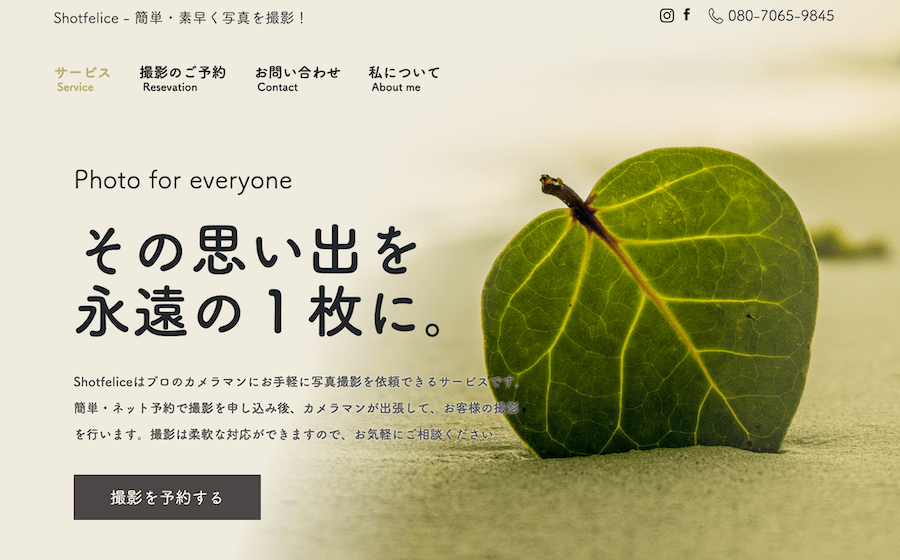 Shotfelice – 簡単・素早く写真を撮影！
080-7065-9845
サービス 撮影のご予約 お問い合わせ 私について
Service Resevation Contact About me
Photo for everyone
その思い出を
永遠の1枚に。
Shotfeliceはプロのカメラマンにお手軽に写真撮影を依頼できるサービスです。
簡単・ネット予約で撮影を申し込み後、カメラマンが出張して、お客様の撮影
を行います。撮影は柔軟な対応ができますので、お気軽にご相談ください。
撮影を予約する